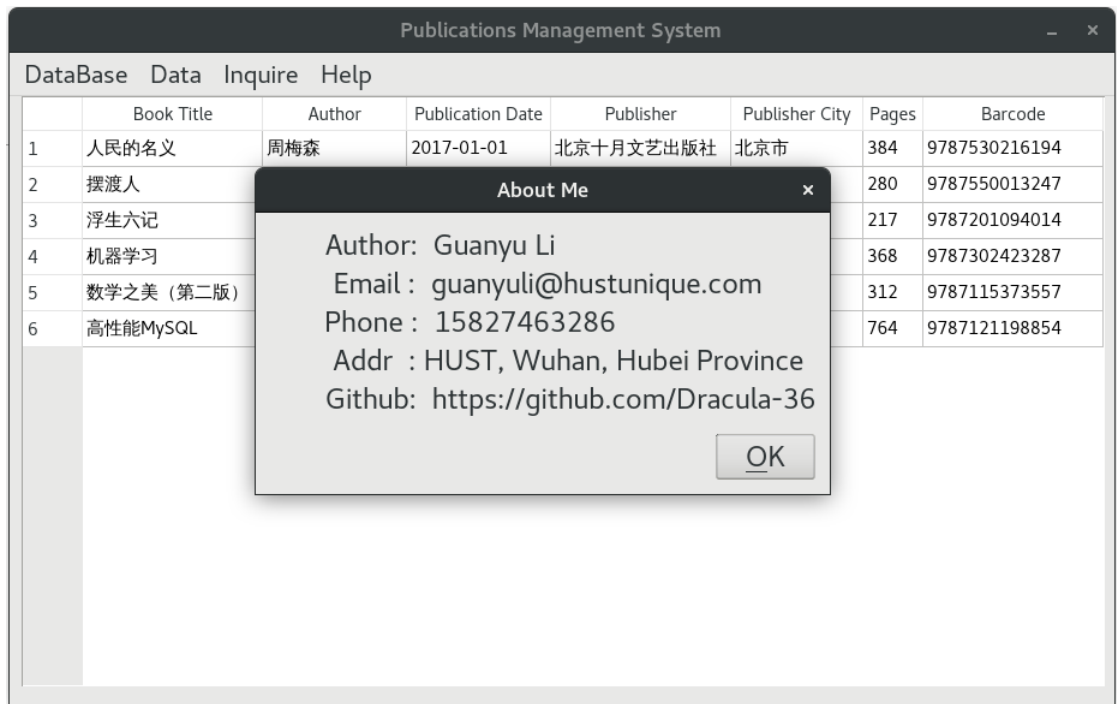 Publications Management System
DataBase Data Inquire Help
Book Title Author Publication Date Publisher Publisher City Pages Barcode
1 人民的名义 周梅森 2017-01-01 北京十月文艺出版社 北京市 384 9787530216194
2 摆渡人 280 9787550013247
3 浮生六记 217 9787201094014
4 机器学习 368 9787302423287
5 数学之美（第二版） 312 9787115373557
6 高性能MySQL 764 9787121198854
About Me
Author: Guanyu Li
Email : guanyuli@hustunique.com
Phone : 15827463286
Addr : HUST, Wuhan, Hubei Province
Github: https://github.com/Dracula-36
OK